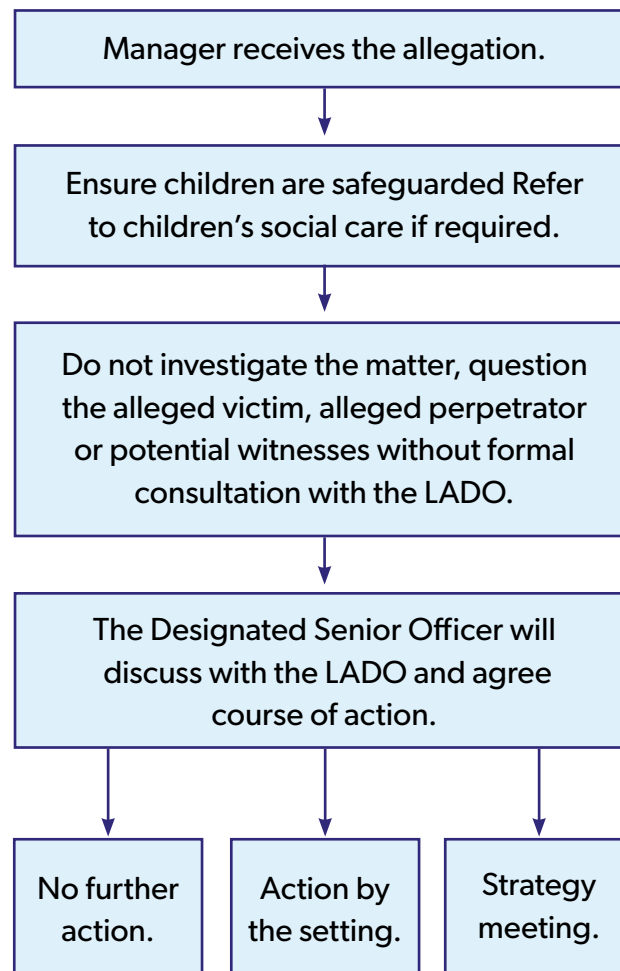 Manager receives the allegation.
Ensure children are safeguarded Refer
to children’s social care if required.
Do not investigate the matter, question
the alleged victim, alleged perpetrator
or potential witnesses without formal
consultation with the LADO.
The Designated Senior Officer will
discuss with the LADO and agree
course of action.
No further
action.
Action by
the setting.
Strategy
meeting.